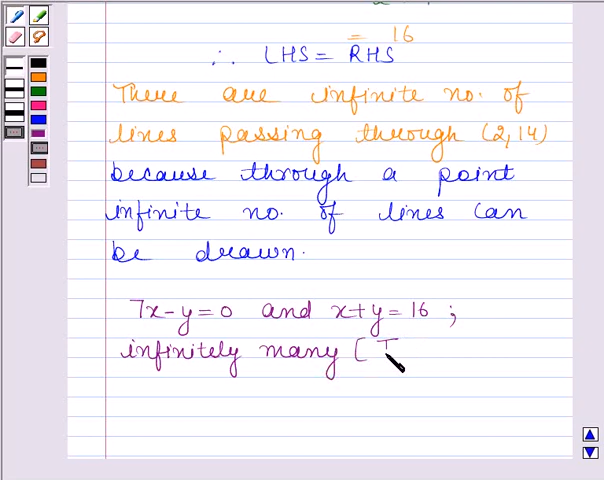 = 16
∴ LHS = RHS
There are infinite no. of
lines passing through (2,14)
because through a point
infinite no. of lines can
be drawn.
7x-y=0 and x+y=16 ;
infinitely many [